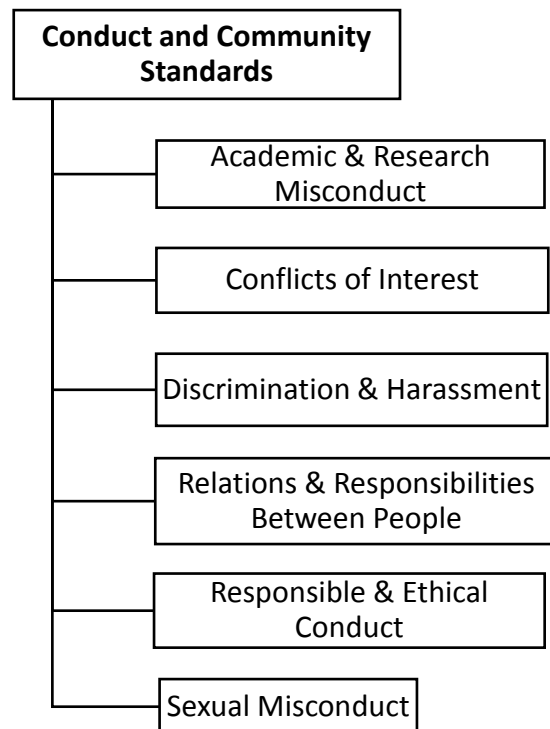 Conduct and Community
Standards
Academic & Research
Misconduct
Conflicts of Interest
Discrimination & Harassment
Relations & Responsibilities
Between People
Responsible & Ethical
Conduct
Sexual Misconduct